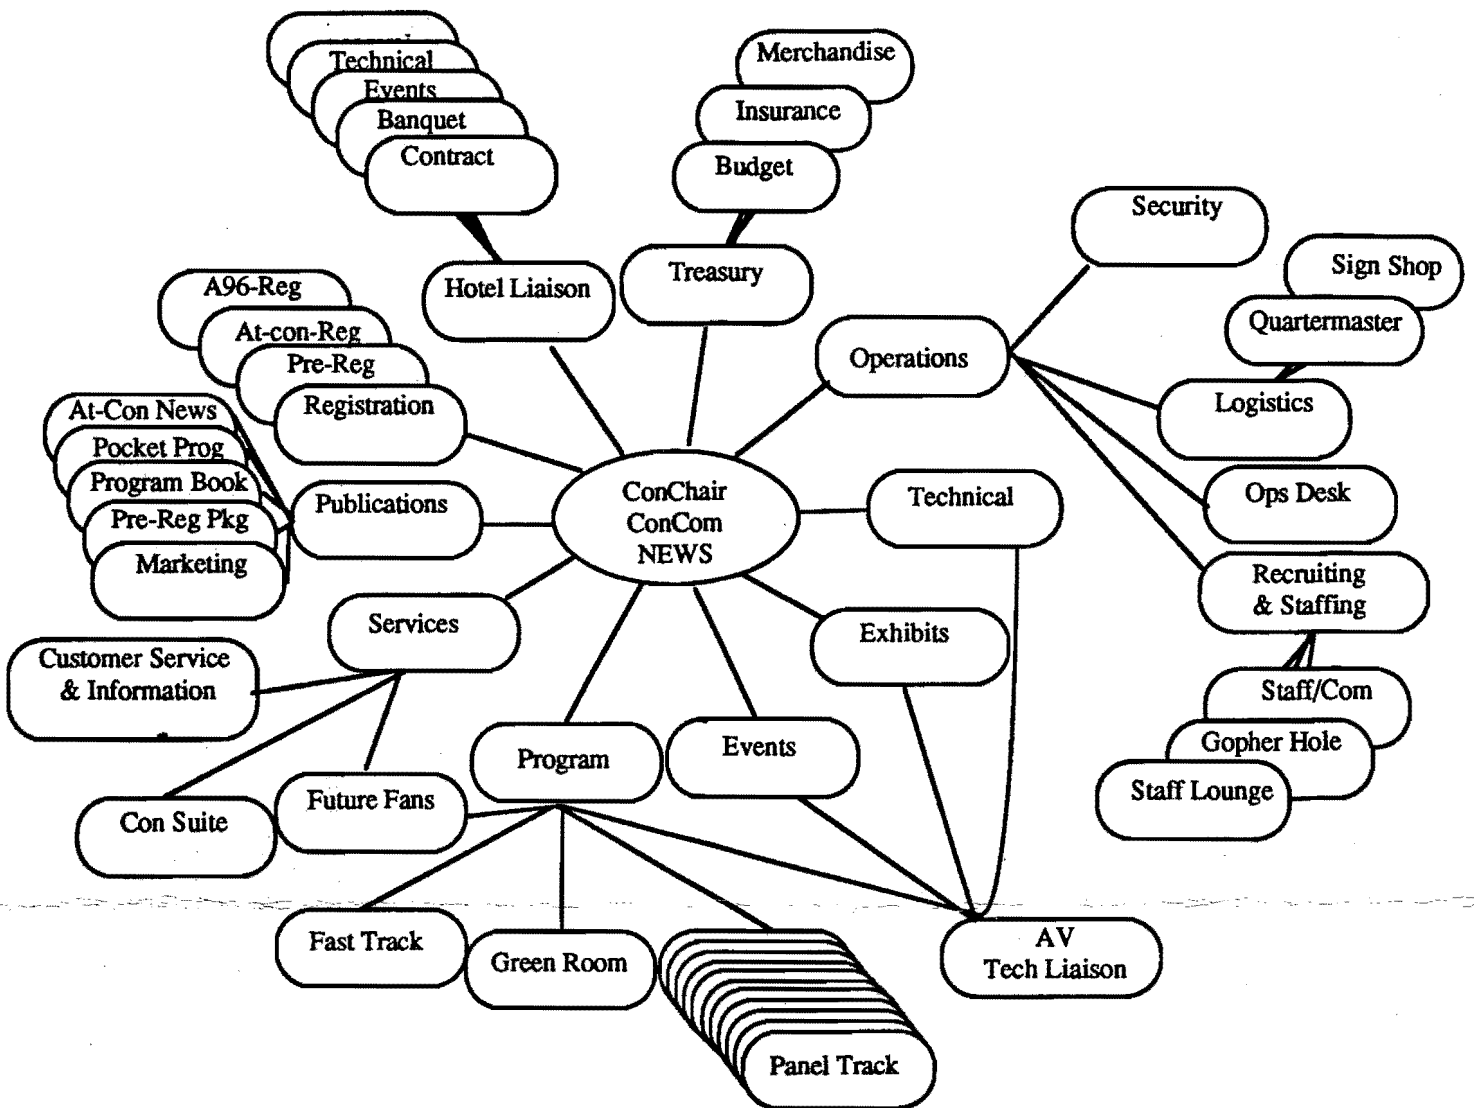 Technical
Events
Banquet
Contract
Merchandise
Insurance
Budget
Security
Sign Shop
Quartermaster
Logistics
Hotel Liaison
Treasury
Operations
A96-Reg
At-con-Reg
Pre-Reg
Registration
At-Con News
Pocket Prog
Program Book
Pre-Reg Pkg
Marketing
Publications
ConChair
ConCom
NEWS
Technical
Ops Desk
Recruiting
& Staffing
Services
Exhibits
Customer Service
& Information
Staff/Com
Gopher Hole
Staff Lounge
Program
Events
Con Suite
Future Fans
Fast Track
Green Room
Panel Track
AV
Tech Liaison